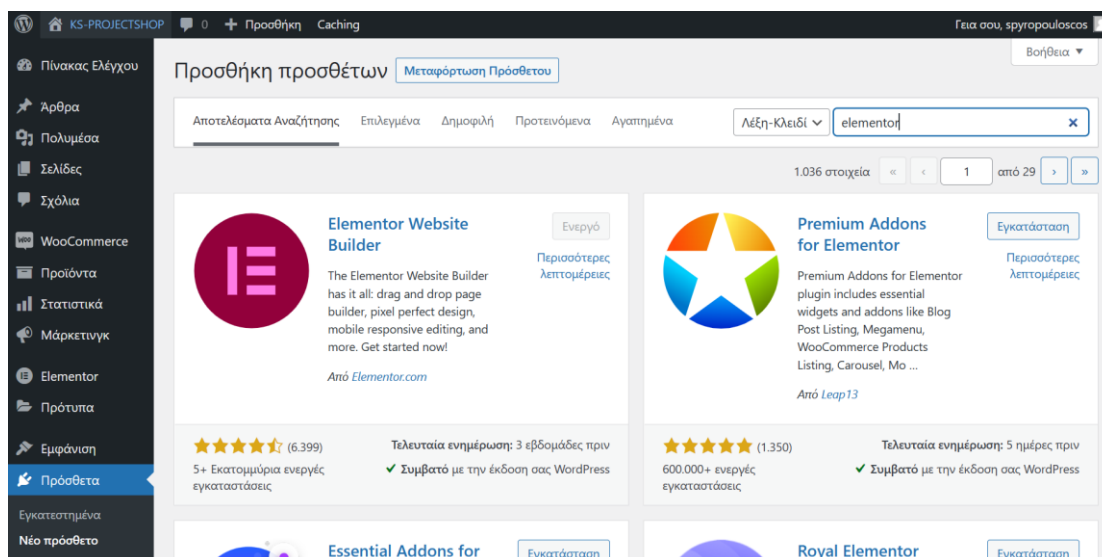 KS-PROJECTSHOP 0 Προσθήκη Caching Γεια σου, spyropouloscos
Βοήθεια
Πίνακας Ελέγχου
Άρθρα
Πολυμέσα
Σελίδες
Σχόλια
WooCommerce
Προϊόντα
Στατιστικά
Μάρκετινγκ
Elementor
Πρότυπα
Εμφάνιση
Πρόσθετα
Εγκατεστημένα
Νέο πρόσθετο
Προσθήκη προσθέτων Μεταφόρτωση Πρόσθετου
Αποτελέσματα Αναζήτησης Επιλεγμένα Δημοφιλή Προτεινόμενα Αγαπημένα Λέξη-Κλειδί elementor
1.036 στοιχεία « ‹ 1 από 29 › »
Elementor Website
Builder
Ενεργό
Περισσότερες
λεπτομέρειες
The Elementor Website Builder
has it all: drag and drop page
builder, pixel perfect design,
mobile responsive editing, and
more. Get started now!
Από Elementor.com
(6.399)
5+ Εκατομμύρια ενεργές
εγκαταστάσεις
Τελευταία ενημέρωση: 3 εβδομάδες πριν
✓ Συμβατό με την έκδοση σας WordPress
Premium Addons
for Elementor
Εγκατάσταση
Περισσότερες
λεπτομέρειες
Premium Addons for Elementor
plugin includes essential
widgets and addons like Blog
Post Listing, Megamenu,
WooCommerce Products
Listing, Carousel, Mo ...
Από Leap13
(1.350)
600.000+ ενεργές
εγκαταστάσεις
Τελευταία ενημέρωση: 5 ημέρες πριν
✓ Συμβατό με την έκδοση σας WordPress
Essential Addons for
Εγκατάσταση
Royal Elementor
Εγκατάσταση